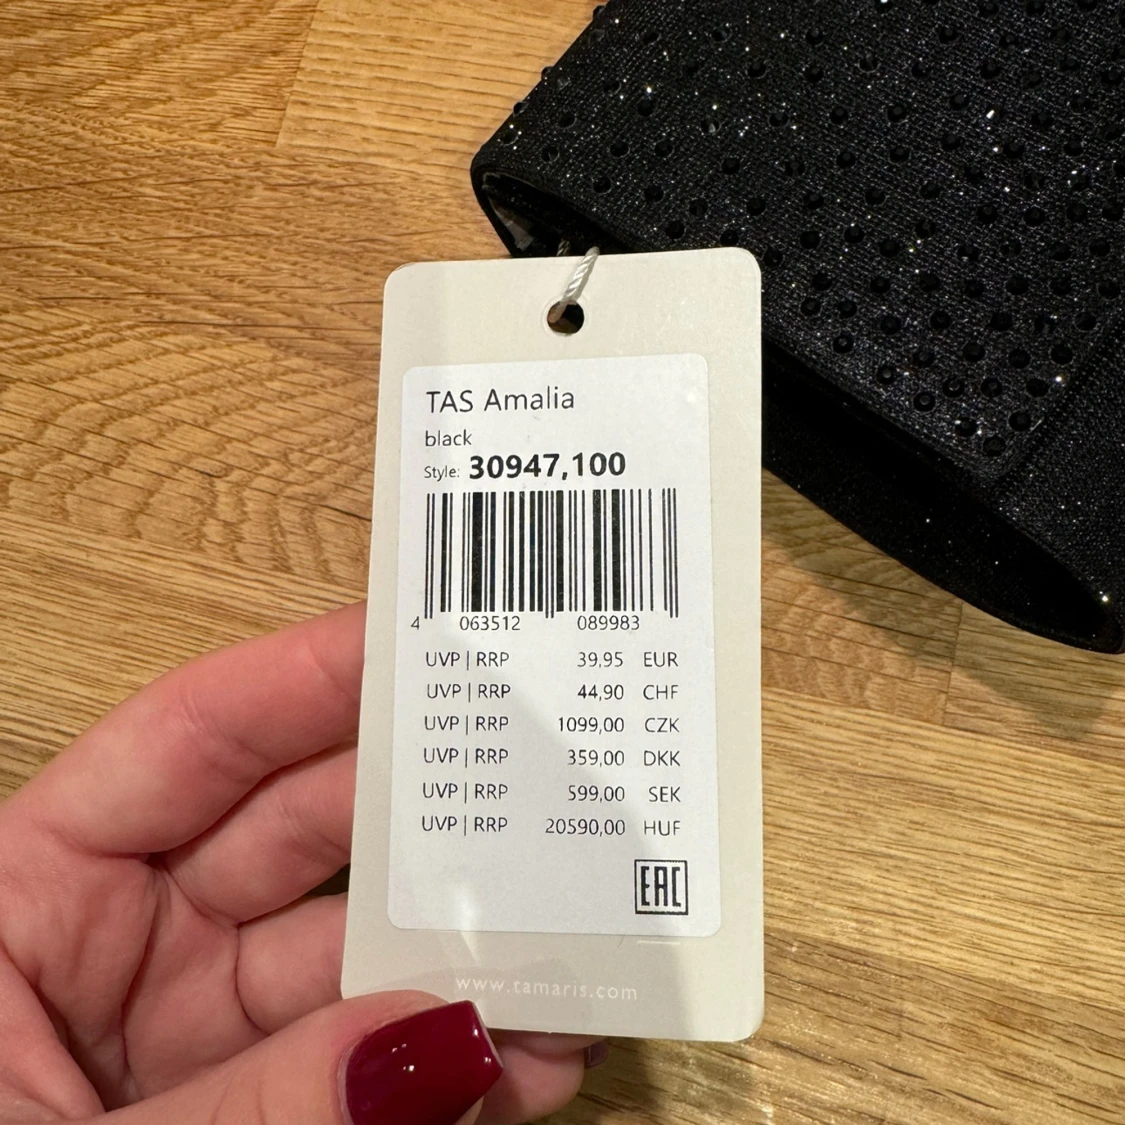 TAS Amalia
black
Style: 30947,100
4 063512 089983
UVP | RRP 39,95 EUR
UVP | RRP 44,90 CHF
UVP | RRP 1099,00 CZK
UVP | RRP 359,00 DKK
UVP | RRP 599,00 SEK
UVP | RRP 20590,00 HUF
EAC
www.tamaris.com